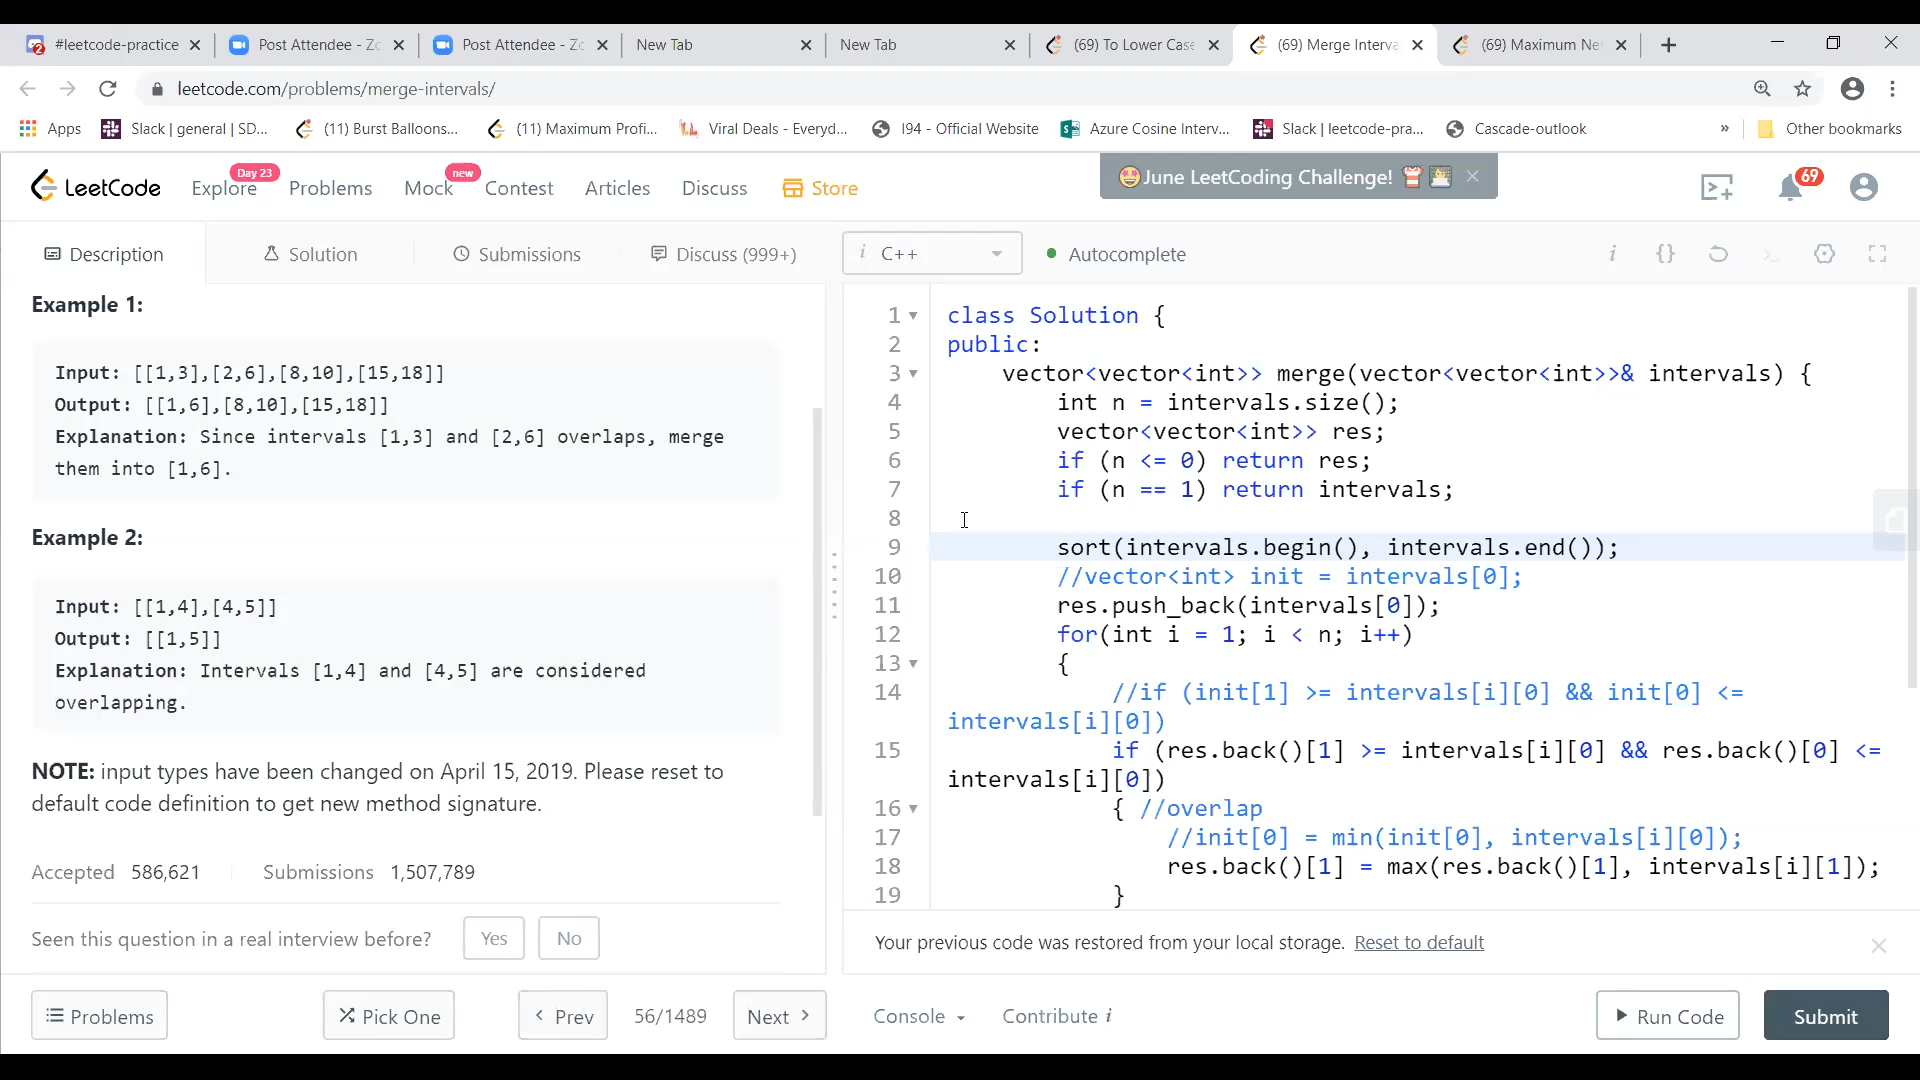 #leetcode-practice
Post Attendee - Zo
Post Attendee - Zo
New Tab
New Tab
(69) To Lower Case
(69) Merge Interva
(69) Maximum Ne
leetcode.com/problems/merge-intervals/
Apps
Slack | general | SD...
(11) Burst Balloons...
(11) Maximum Profi...
Viral Deals - Everyd...
I94 - Official Website
Azure Cosine Interv...
Slack | leetcode-pra...
Cascade-outlook
»
Other bookmarks
LeetCode
Explore
Day 23
Problems
Mock
new
Contest
Articles
Discuss
Store
June LeetCoding Challenge!
69
Description
Solution
Submissions
Discuss (999+)
i C++
Autocomplete
Example 1:
Input: [[1,3],[2,6],[8,10],[15,18]]
Output: [[1,6],[8,10],[15,18]]
Explanation: Since intervals [1,3] and [2,6] overlaps, merge
them into [1,6].
Example 2:
Input: [[1,4],[4,5]]
Output: [[1,5]]
Explanation: Intervals [1,4] and [4,5] are considered
overlapping.
NOTE: input types have been changed on April 15, 2019. Please reset to
default code definition to get new method signature.
Accepted 586,621 Submissions 1,507,789
Seen this question in a real interview before? Yes No
Problems
Pick One
Prev
56/1489
Next
1 class Solution {
2 public:
3 vector<vector<int>> merge(vector<vector<int>>& intervals) {
4 int n = intervals.size();
5 vector<vector<int>> res;
6 if (n <= 0) return res;
7 if (n == 1) return intervals;
8
9 sort(intervals.begin(), intervals.end());
10 //vector<int> init = intervals[0];
11 res.push_back(intervals[0]);
12 for(int i = 1; i < n; i++)
13 {
14 //if (init[1] >= intervals[i][0] && init[0] <=
intervals[i][0])
15 if (res.back()[1] >= intervals[i][0] && res.back()[0] <=
intervals[i][0])
16 { //overlap
17 //init[0] = min(init[0], intervals[i][0]);
18 res.back()[1] = max(res.back()[1], intervals[i][1]);
19 }
Your previous code was restored from your local storage. Reset to default
Console
Contribute i
Run Code
Submit